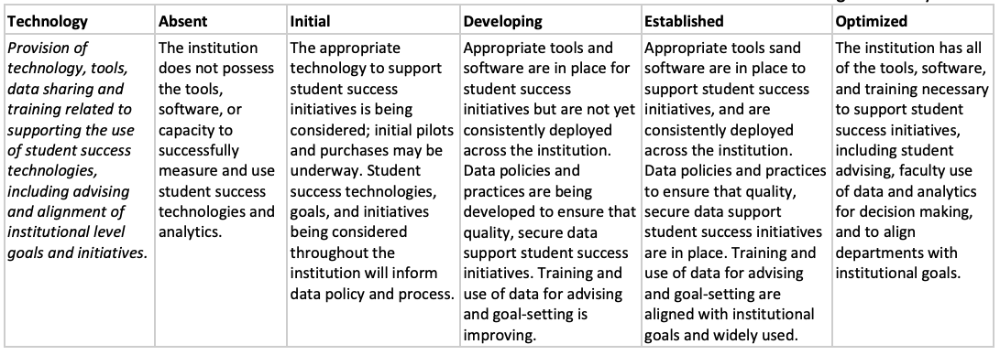 Technology
Absent
Initial
Developing
Established
Optimized
Provision of
technology, tools,
data sharing and
training related to
supporting the use
of student success
technologies,
including advising
and alignment of
institutional level
goals and initiatives.
The institution
does not possess
the tools,
software, or
capacity to
successfully
measure and use
student success
technologies and
analytics.
The appropriate
technology to support
student success
initiatives is being
considered; initial pilots
and purchases may be
underway. Student
success technologies,
goals, and initiatives
being considered
throughout the
institution will inform
data policy and process.
Appropriate tools and
software are in place for
student success
initiatives but are not yet
consistently deployed
across the institution.
Data policies and
practices are being
developed to ensure that
quality, secure data
support student success
initiatives. Training and
use of data for advising
and goal-setting is
improving.
Appropriate tools sand
software are in place to
support student success
initiatives, and are
consistently deployed
across the institution.
Data policies and practices
to ensure that quality,
secure data support
student success initiatives
are in place. Training and
use of data for advising
and goal-setting are
aligned with institutional
goals and widely used.
The institution has all
of the tools, software,
and training necessary
to support student
success initiatives,
including student
advising, faculty use
of data and analytics
for decision making,
and to align
departments with
institutional goals.